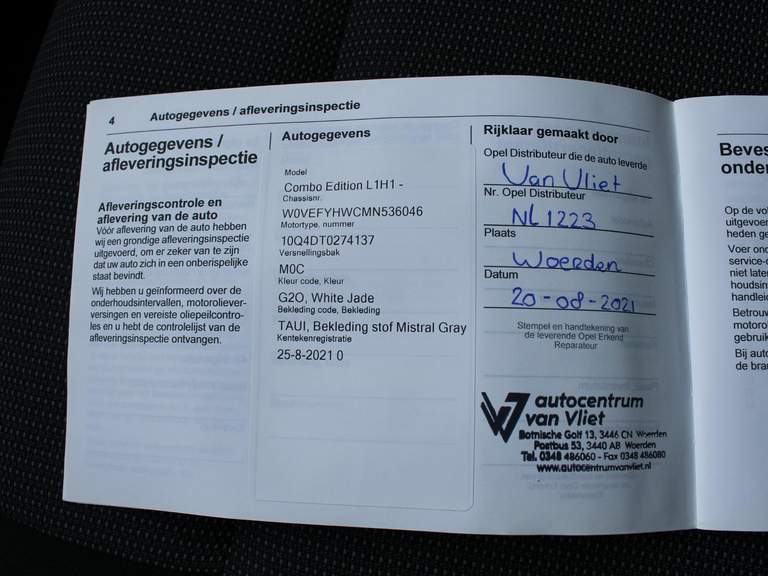 4 Autogegevens / afleveringsinspectie
Autogegevens /
afleveringsinspectie
Afleveringscontrole en
aflevering van de auto
Vóór aflevering van de auto hebben
wij een grondige afleveringsinspectie
uitgevoerd, om er zeker van te zijn
dat uw auto zich in een onberispelijke
staat bevindt.
Wij hebben u geïnformeerd over de
onderhoudsintervallen, motoroliever-
versingen en vereiste oliepeilcontro-
les en u hebt de controlelijst van de
afleveringsinspectie ontvangen.
Autogegevens
Model
Combo Edition L1H1 -
Chassisnr.
W0VEFYHWCMN536046
Motortype, nummer
10Q4DT0274137
Versnellingsbak
M0C
Kleur code, Kleur
G2O, White Jade
Bekleding code, Bekleding
TAUI, Bekleding stof Mistral Gray
Kentekenregistratie
25-8-2021 0
Rijklaar gemaakt door
Opel Distributeur die de auto leverde
Van Vliet
Nr. Opel Distributeur
NL 1223
Plaats
Woerden
Datum
20-08-2021
Stempel en handtekening van
de leverende Opel Erkend
Reparateur
autocentrum
van Vliet
Botnische Golf 13, 3446 CN Woerden
Postbus 53, 3440 AB Woerden
Tel. 0348 486060 - Fax 0348 486080
www.autocentrumvanvliet.nl
Beves
onder
Op de vol
uitgevoer
heden ge
Voer ond
service-o
niet later
houdsin
handleid
Betrouw
motorol
gebruik
Bij auto
de bran